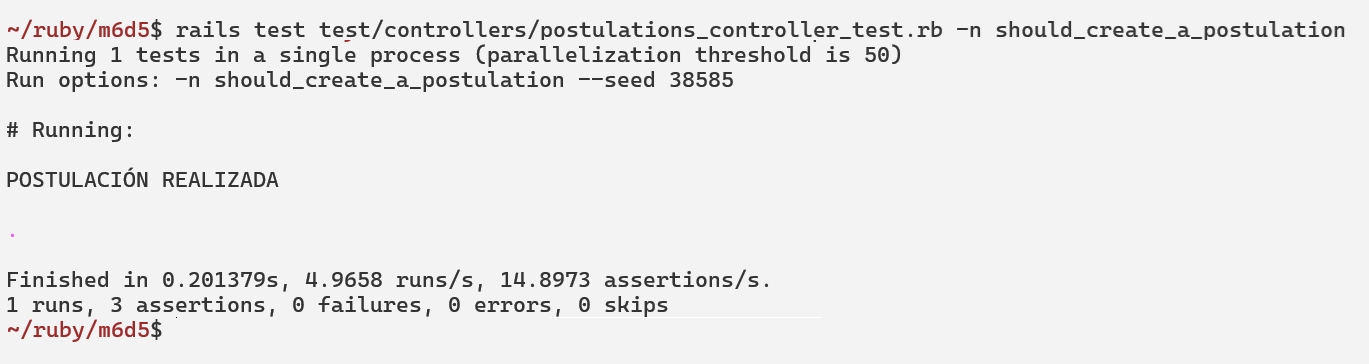 ~/ruby/m6d5$ rails test test/controllers/postulations_controller_test.rb -n should_create_a_postulation
Running 1 tests in a single process (parallelization threshold is 50)
Run options: -n should_create_a_postulation --seed 38585
# Running:
POSTULACIÓN REALIZADA
.
Finished in 0.201379s, 4.9658 runs/s, 14.8973 assertions/s.
1 runs, 3 assertions, 0 failures, 0 errors, 0 skips
~/ruby/m6d5$